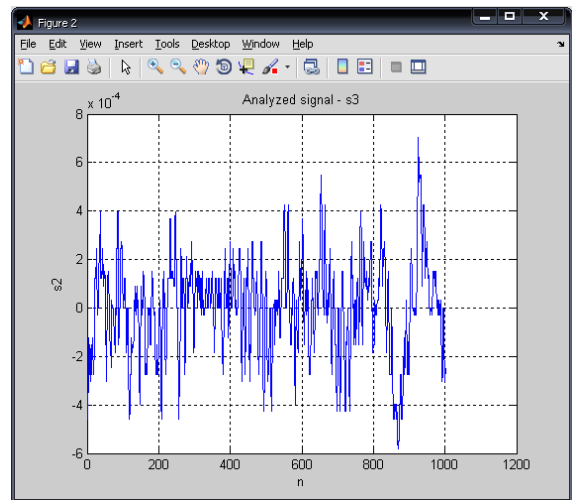 Figure 2
File Edit View Insert Tools Desktop Window Help
x 10^-4
Analyzed signal - s3
8
6
4
2
0
-2
-4
-6
s2
0 200 400 600 800 1000 1200
n